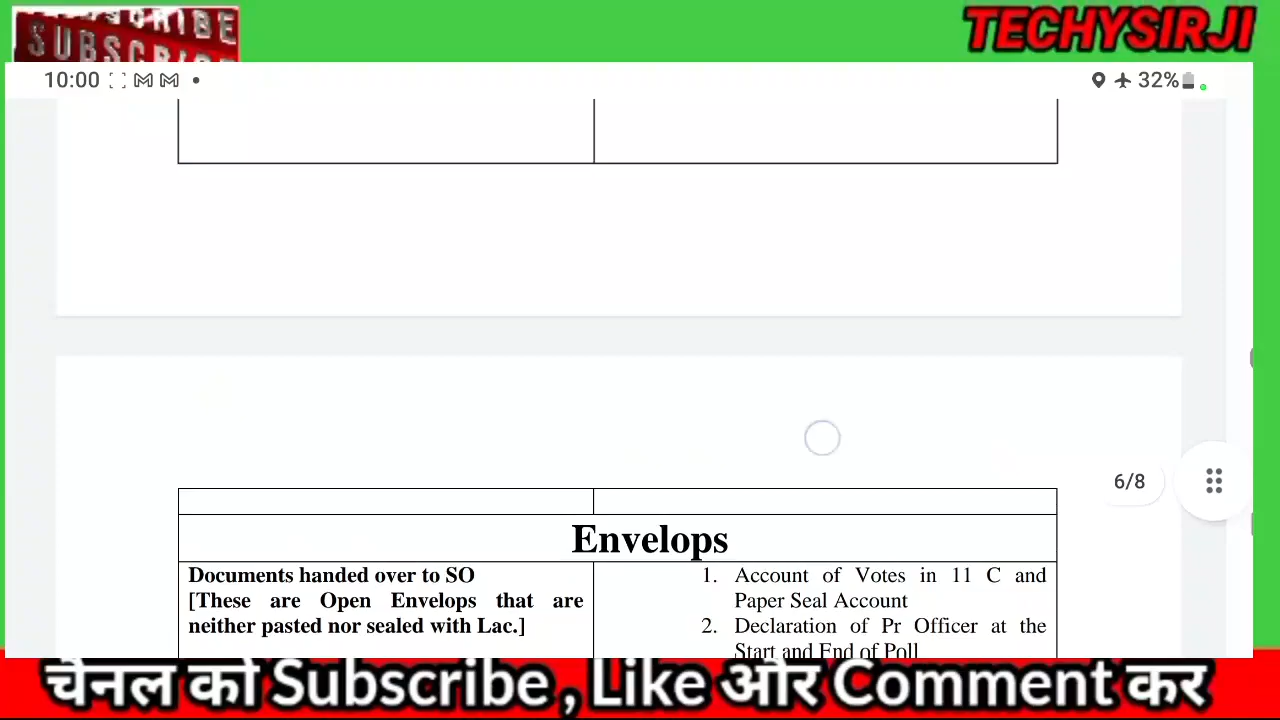 SUBSCRIBE
TECHYSIRJI
10:00
32%
6/8
Envelops
Documents handed over to SO
[These are Open Envelops that are
neither pasted nor sealed with Lac.]
1. Account of Votes in 11 C and
Paper Seal Account
2. Declaration of Pr Officer at the
Start and End of Poll
चैनल को Subscribe , Like और Comment कर